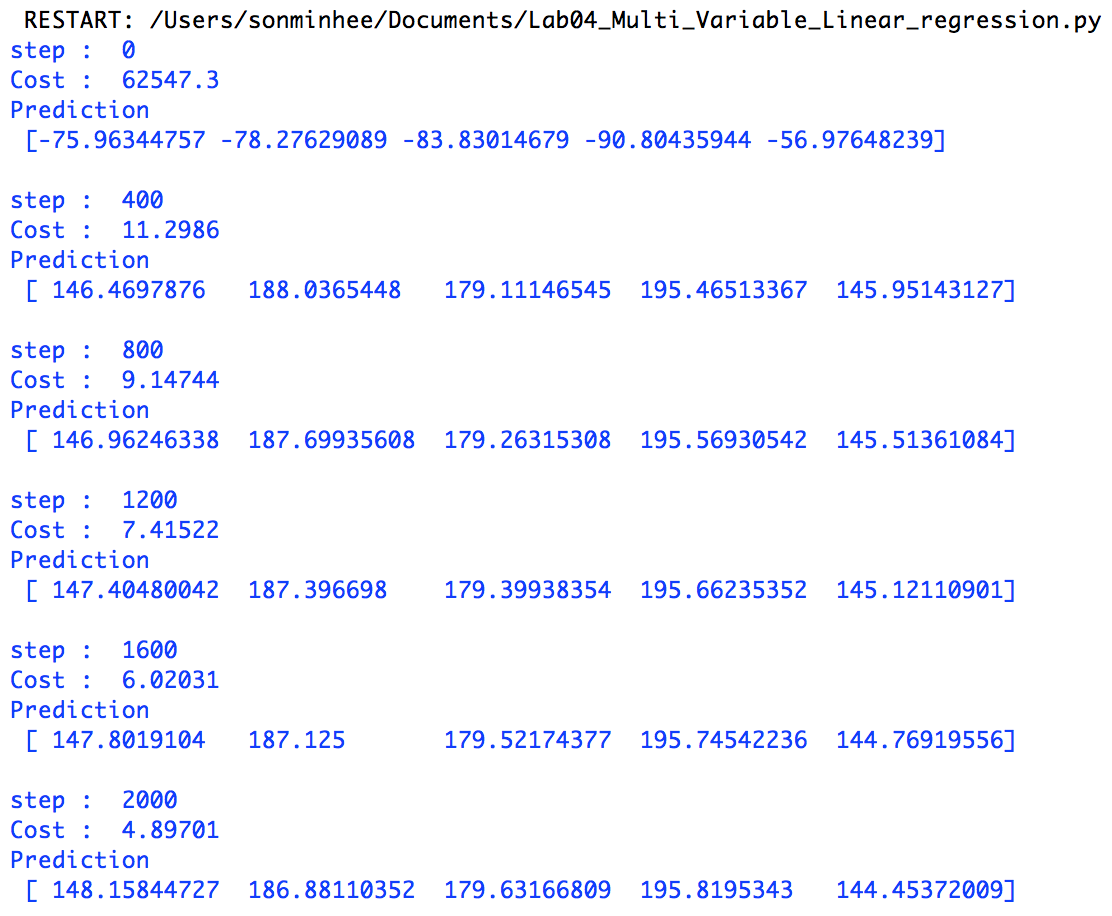 RESTART: /Users/sonminhee/Documents/Lab04_Multi_Variable_Linear_regression.py
step :  0
Cost :  62547.3
Prediction
 [-75.96344757 -78.27629089 -83.83014679 -90.80435944 -56.97648239]

step :  400
Cost :  11.2986
Prediction
 [ 146.4697876   188.0365448   179.11146545  195.46513367  145.95143127]

step :  800
Cost :  9.14744
Prediction
 [ 146.96246338  187.69935608  179.26315308  195.56930542  145.51361084]

step :  1200
Cost :  7.41522
Prediction
 [ 147.40480042  187.396698    179.39938354  195.66235352  145.12110901]

step :  1600
Cost :  6.02031
Prediction
 [ 147.8019104   187.125       179.52174377  195.74542236  144.76919556]

step :  2000
Cost :  4.89701
Prediction
 [ 148.15844727  186.88110352  179.63166809  195.8195343   144.45372009]